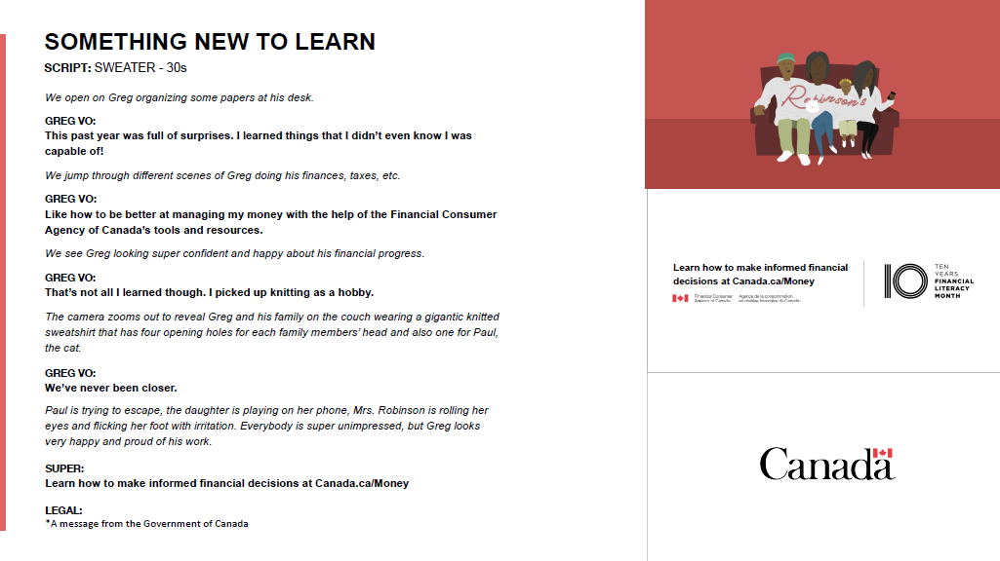 SOMETHING NEW TO LEARN
SCRIPT: SWEATER - 30s
We open on Greg organizing some papers at his desk.
GREG VO:
This past year was full of surprises. I learned things that I didn’t even know I was
capable of!
We jump through different scenes of Greg doing his finances, taxes, etc.
GREG VO:
Like how to be better at managing my money with the help of the Financial Consumer
Agency of Canada’s tools and resources.
We see Greg looking super confident and happy about his financial progress.
GREG VO:
That’s not all I learned though. I picked up knitting as a hobby.
The camera zooms out to reveal Greg and his family on the couch wearing a gigantic knitted
sweatshirt that has four opening holes for each family members’ head and also one for Paul,
the cat.
GREG VO:
We’ve never been closer.
Paul is trying to escape, the daughter is playing on her phone, Mrs. Robinson is rolling her
eyes and flicking her foot with irritation. Everybody is super unimpressed, but Greg looks
very happy and proud of his work.
SUPER:
Learn how to make informed financial decisions at Canada.ca/Money
LEGAL:
*A message from the Government of Canada
Robinson's
Learn how to make informed financial
decisions at Canada.ca/Money
Financial Consumer
Agency of Canada
Agence de la consommation
en matière financière du Canada
10
TEN
YEARS
FINANCIAL
LITERACY
MONTH
Canada